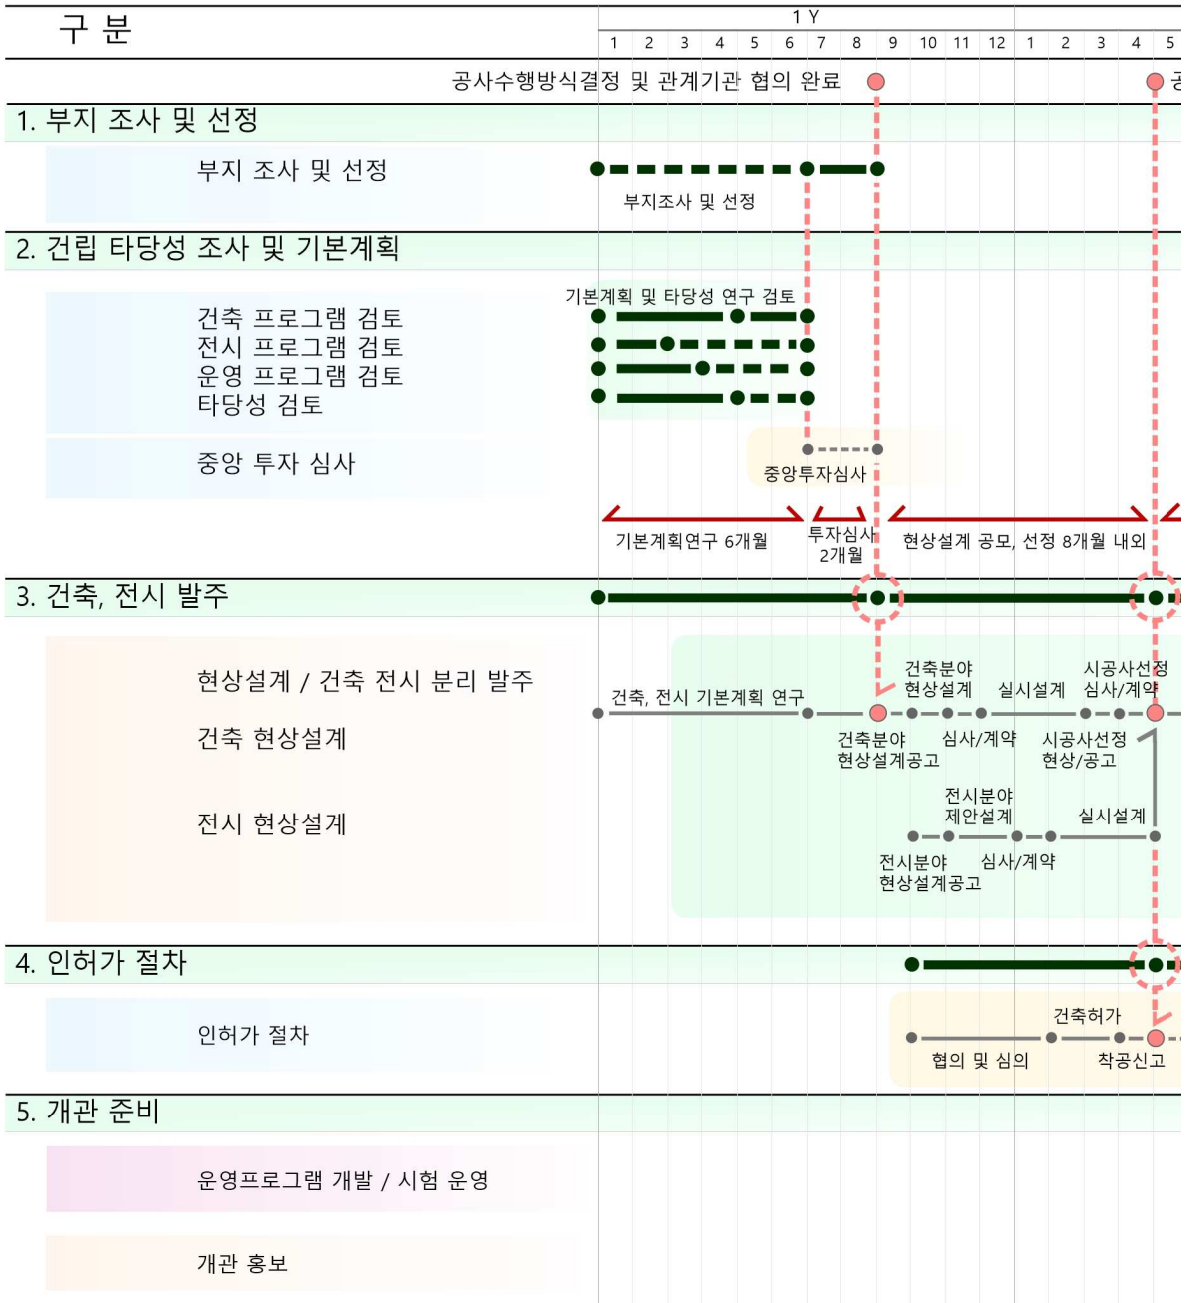 구 분
1 Y
1 2 3 4 5 6 7 8 9 10 11 12 1 2 3 4 5
공사수행방식결정 및 관계기관 협의 완료
1. 부지 조사 및 선정
부지 조사 및 선정
부지조사 및 선정
2. 건립 타당성 조사 및 기본계획
기본계획 및 타당성 연구 검토
건축 프로그램 검토
전시 프로그램 검토
운영 프로그램 검토
타당성 검토
중앙 투자 심사
중앙투자심사
기본계획연구 6개월
투자심사
2개월
현상설계 공모, 선정 8개월 내외
3. 건축, 전시 발주
현상설계 / 건축 전시 분리 발주
건축, 전시 기본계획 연구
건축분야
현상설계
실시설계
시공사선정
심사/계약
건축 현상설계
건축분야
현상설계공고
심사/계약
시공사선정
현상/공고
전시 현상설계
전시분야
제안설계
실시설계
전시분야
현상설계공고
심사/계약
4. 인허가 절차
인허가 절차
건축허가
협의 및 심의
착공신고
5. 개관 준비
운영프로그램 개발 / 시험 운영
개관 홍보